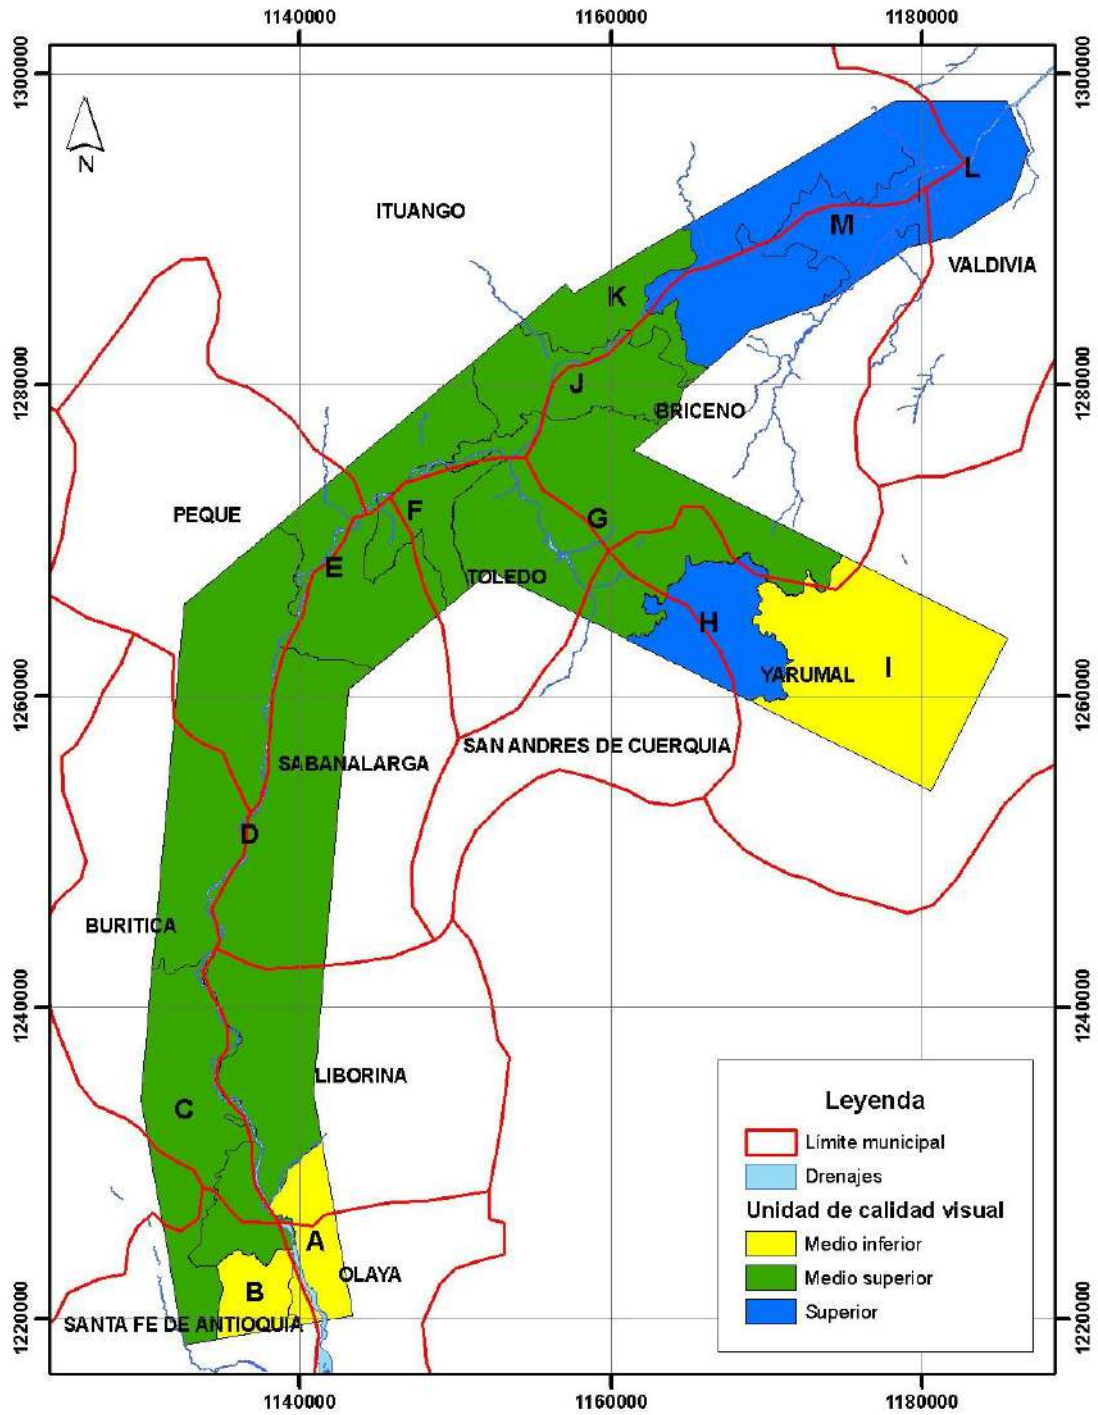 1140000
1160000
1180000
1300000
1300000
N
L
ITUANGO
M
VALDIVIA
K
1280000
1280000
J
BRICENO
PEQUE
F
G
E
TOLEDO
H
I
YARUMAL
1260000
1260000
SAN ANDRES DE CUERQUIA
SABANALARGA
D
BURITICA
1240000
1240000
LIBORINA
C
A
OLAYA
B
SANTA FE DE ANTIOQUIA
1220000
1220000
Leyenda
Límite municipal
Drenajes
Unidad de calidad visual
Medio inferior
Medio superior
Superior
1140000
1160000
1180000